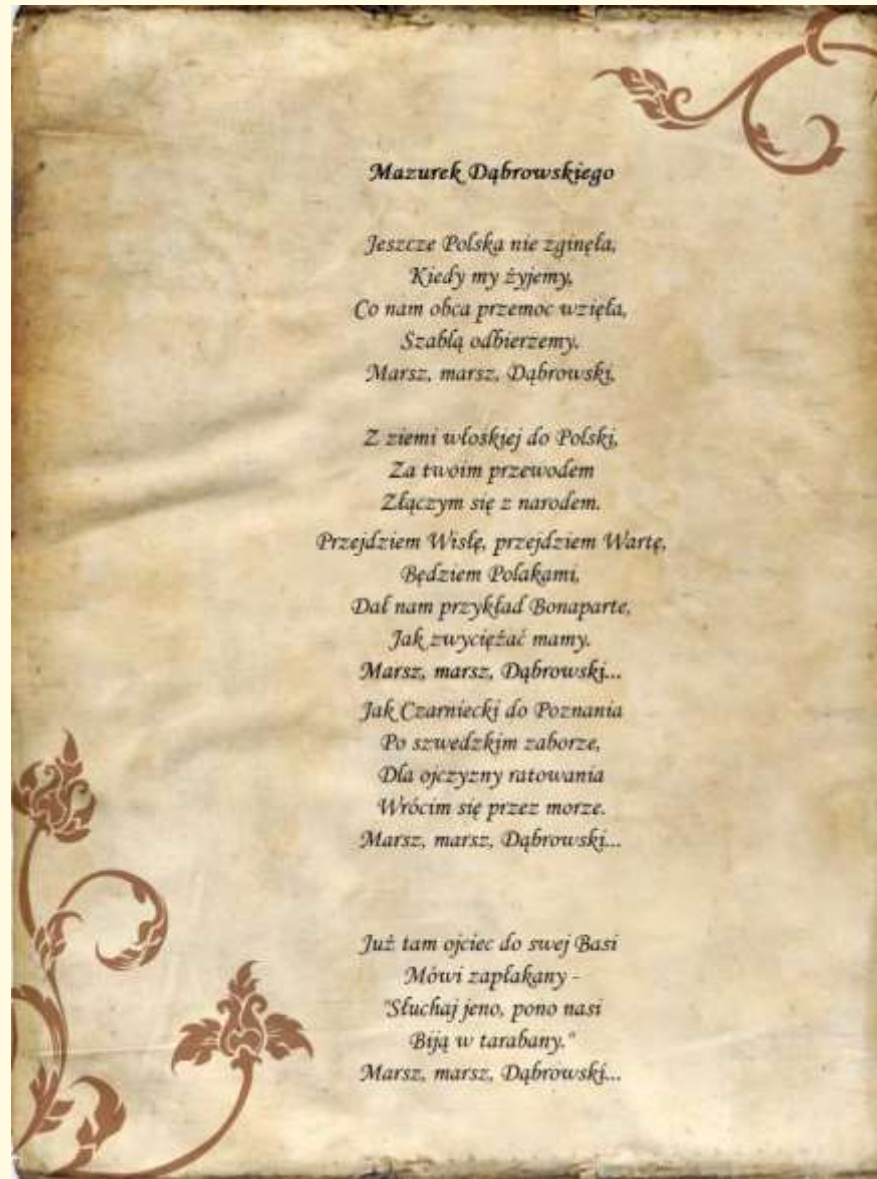 Mazurek Dąbrowskiego
Jeszcze Polska nie zginęła,
Kiedy my żyjemy,
Co nam obca przemoc wzięła,
Szablą odbierzemy.
Marsz, marsz, Dąbrowski,
Z ziemi włoskiej do Polski,
Za twoim przewodem
Złączym się z narodem.
Przejdziem Wisłę, przejdziem Wartę,
Będziem Polakami,
Dał nam przykład Bonaparte,
Jak zwyciężać mamy.
Marsz, marsz, Dąbrowski...
Jak Czarniecki do Poznania
Po szwedzkim zaborze,
Dla ojczyzny ratowania
Wrócim się przez morze.
Marsz, marsz, Dąbrowski...
Już tam ojciec do swej Basi
Mówi zapłakany -
"Słuchaj jeno, pono nasi
Biją w tarabany."
Marsz, marsz, Dąbrowski...